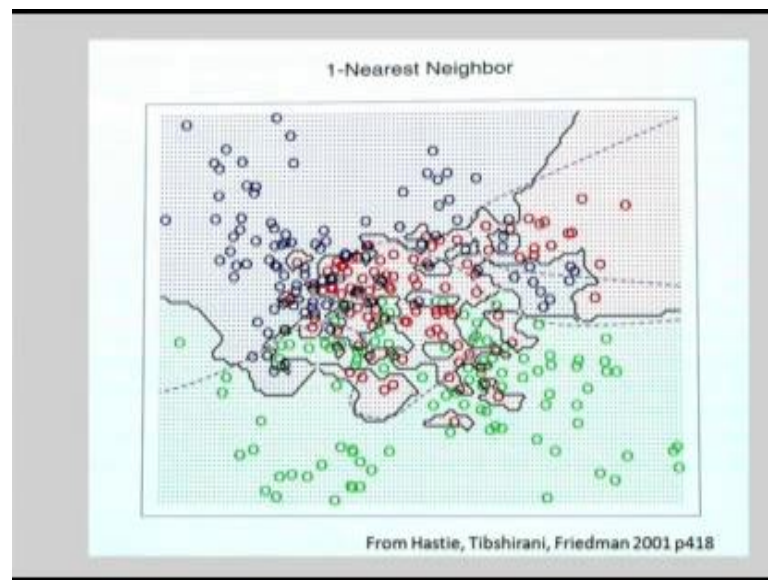 1-Nearest Neighbor
From Hastie, Tibshirani, Friedman 2001 p418